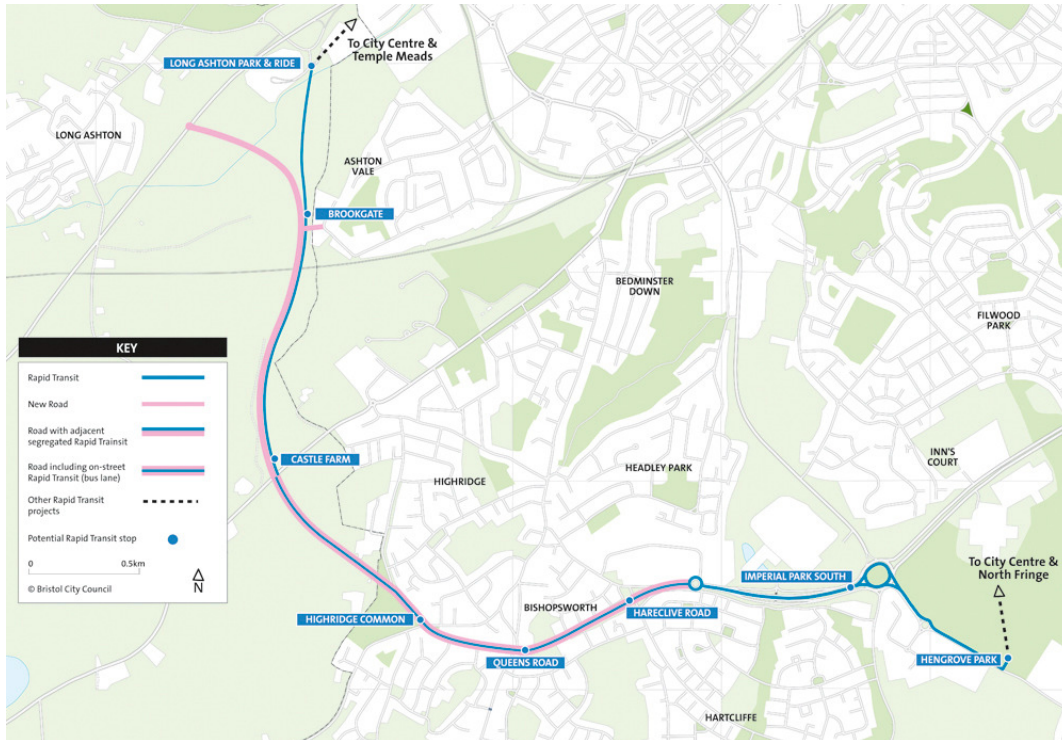 To City Centre &
Temple Meads
LONG ASHTON PARK & RIDE
LONG ASHTON
ASHTON
VALE
BROOKGATE
BEDMINSTER
DOWN
FILWOOD
PARK
KEY
Rapid Transit
New Road
Road with adjacent
segregated Rapid Trainsit
Road including on-street
Rapid Transit (bus lane)
Other Rapid Transit
projects
Potential Rapid Transit stop
0 0.5km
© Bristol City Council
N
CASTLE FARM
HIGHRIDGE
HEADLEY PARK
INN'S
COURT
To City Centre &
North Fringe
IMPERIAL PARK SOUTH
BISHOPSWORTH
HARECLIVE ROAD
HIGHRIDGE COMMON
QUEENS ROAD
HENGROVE PARK
HARTCLIFFE